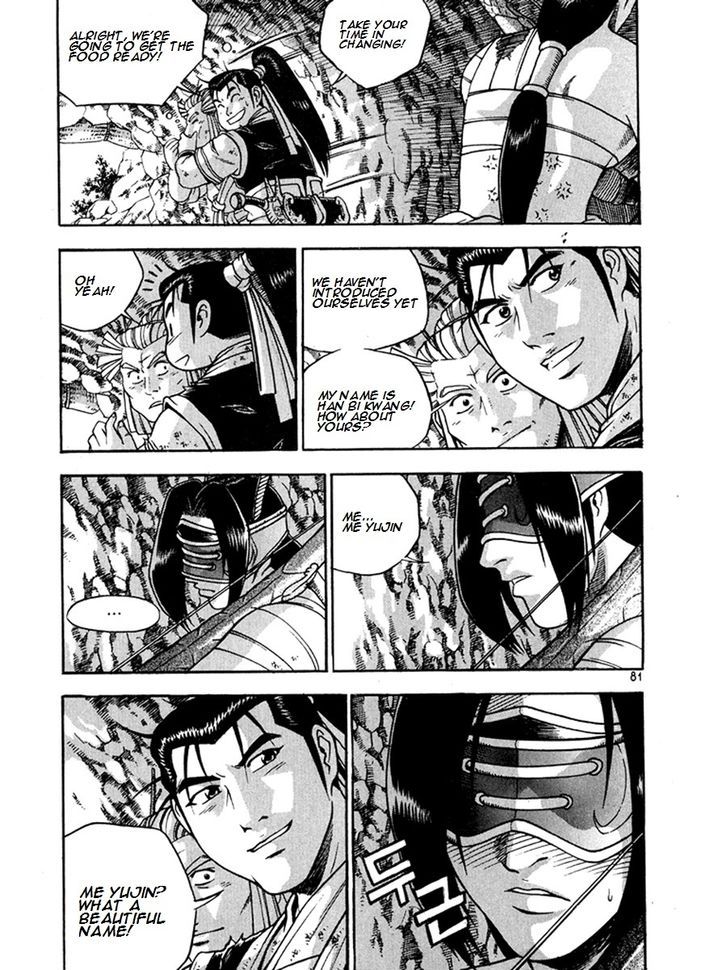 ALRIGHT, WE'RE
GOING TO GET THE
FOOD READY!
TAKE YOUR
TIME IN
CHANGING!
OH
YEAH!
WE HAVEN'T
INTRODUCED
OURSELVES YET
MY NAME IS
HAN BI KWANG!
HOW ABOUT
YOURS?
...
ME...
ME YUJIN
81
ME YUJIN?
WHAT A
BEAUTIFUL
NAME!
두근